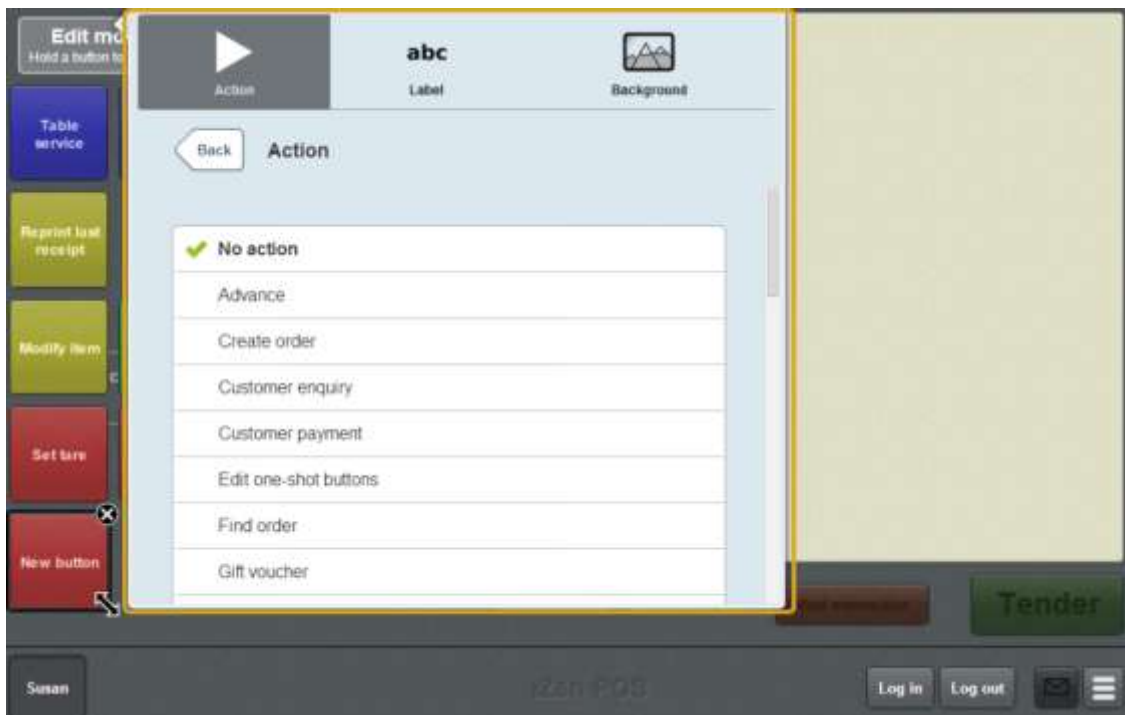 Edit mo
Hold a button to
Action
abc
Label
Background
Table
service
Back
Action
Reprint last
receipt
No action
Advance
Create order
Modify item
Customer enquiry
Customer payment
Set tare
Edit one-shot buttons
Find order
New button
Gift voucher
Tender
Susan
Log in
Log out